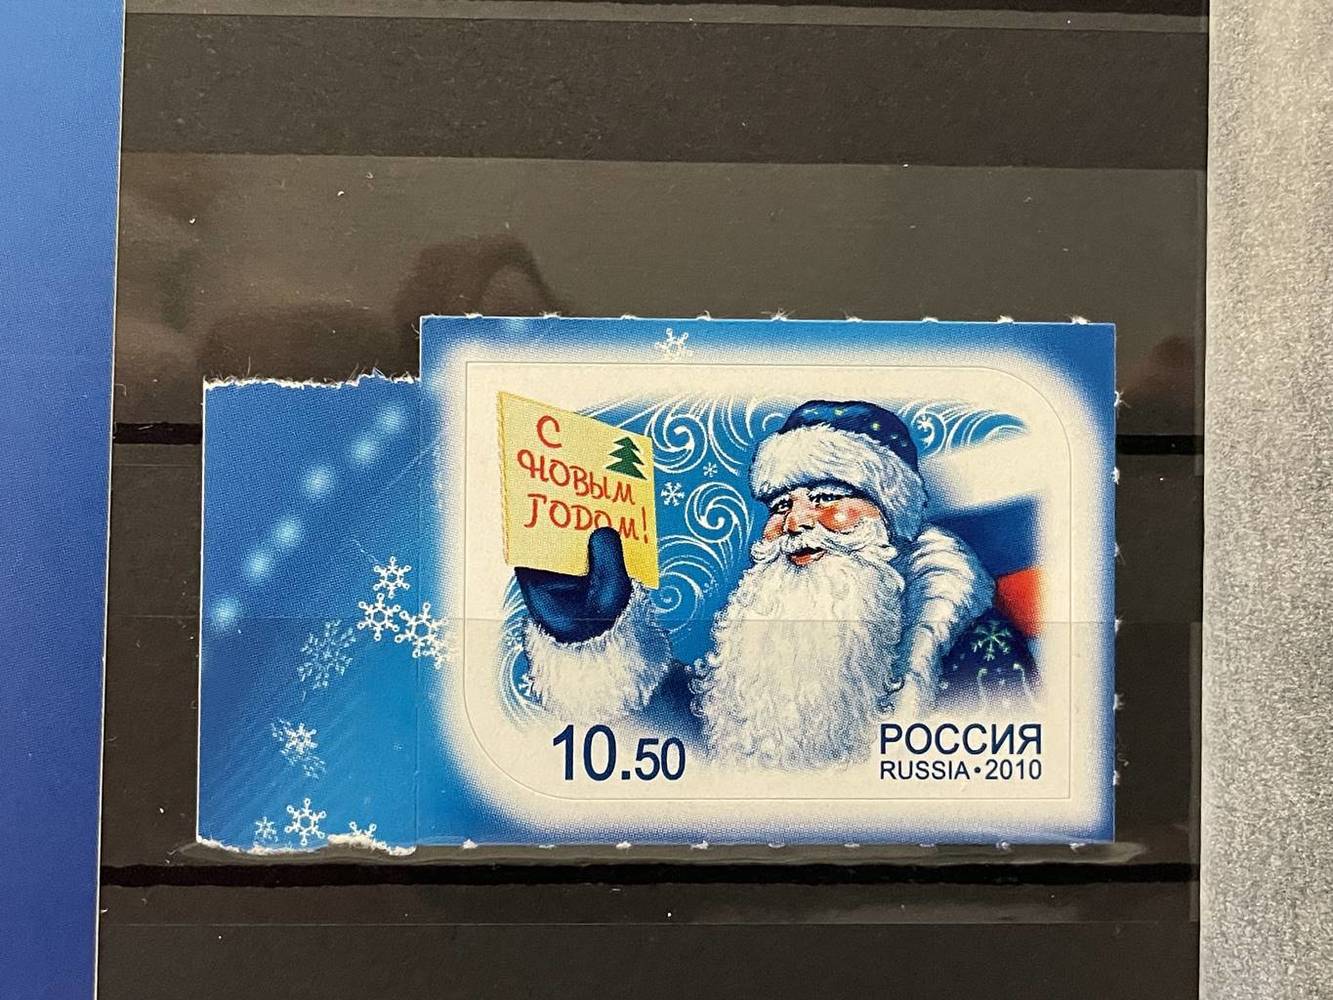 С
НОВЫМ
ГОДОМ!
10.50
РОССИЯ
RUSSIA • 2010